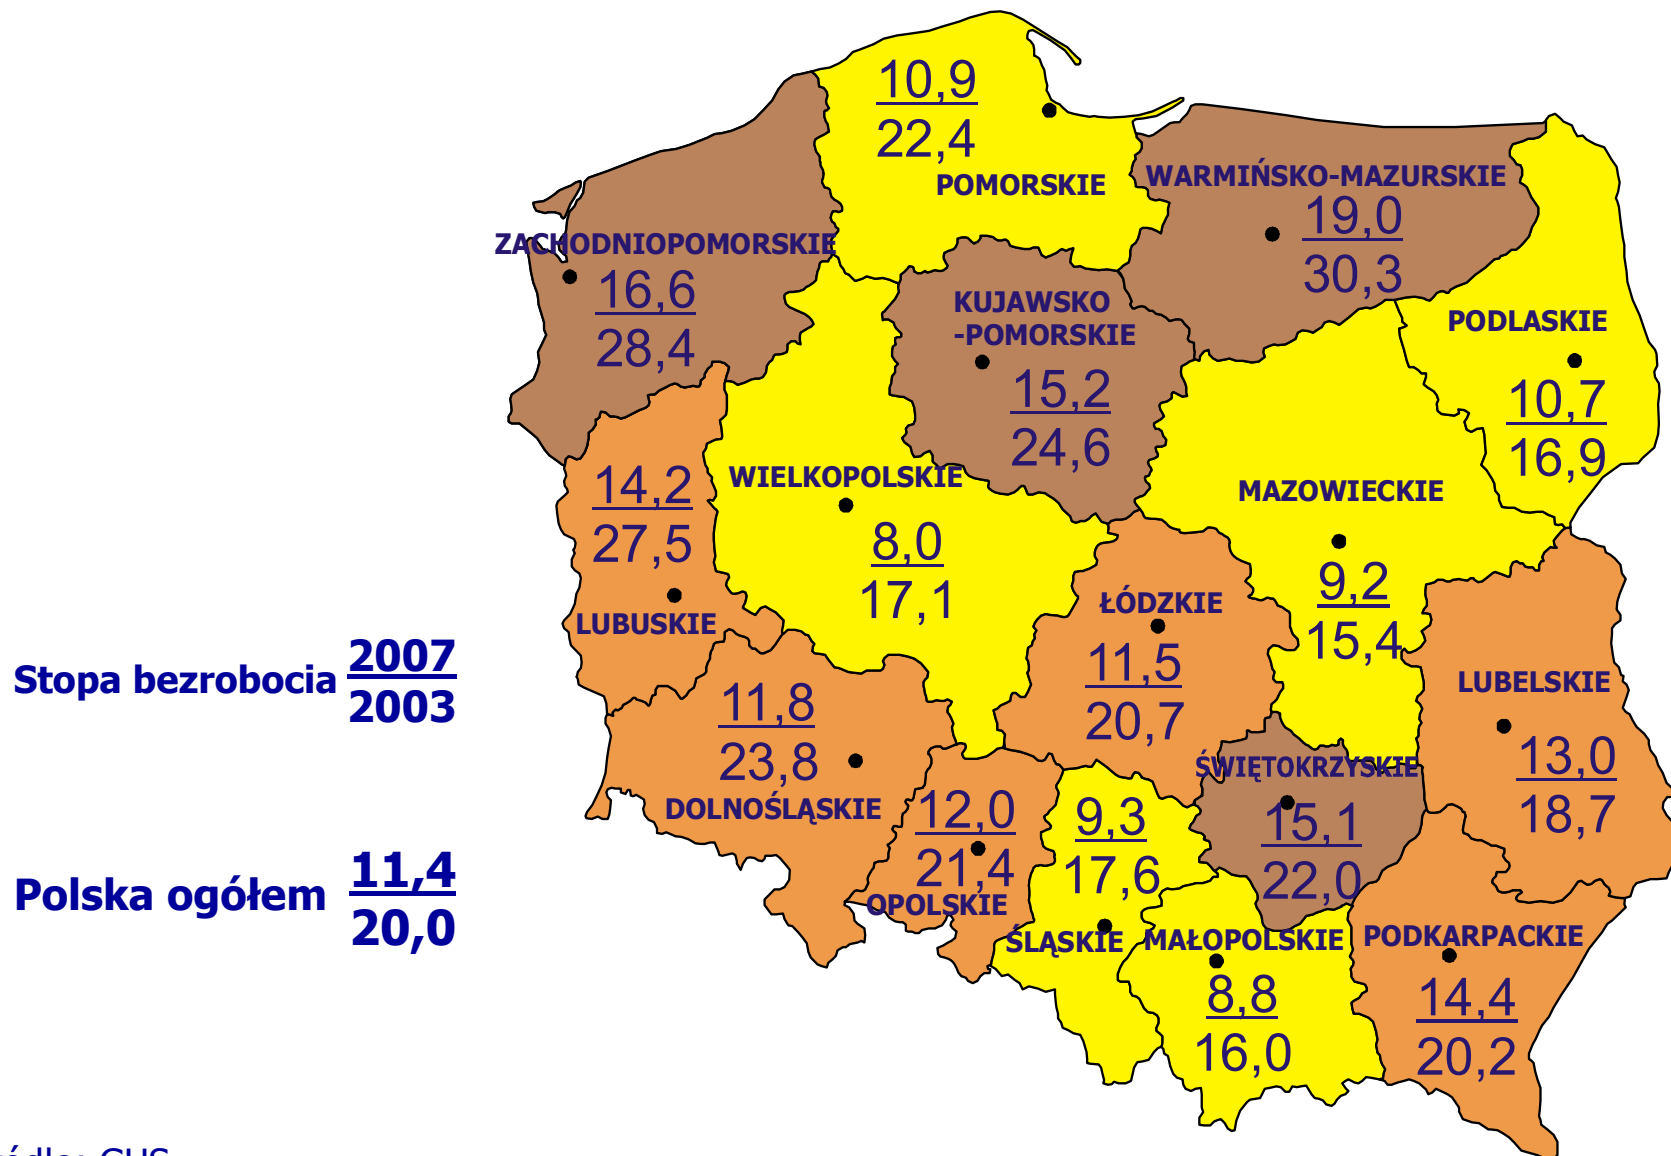 10,9
22,4
POMORSKIE
WARMIŃSKO-MAZURSKIE
19,0
30,3
ZACHODNIOPOMORSKIE
16,6
28,4
KUJAWSKO
-POMORSKIE
15,2
24,6
PODLASKIE
10,7
16,9
14,2
27,5
LUBUSKIE
WIELKOPOLSKIE
8,0
17,1
MAZOWIECKIE
9,2
15,4
ŁÓDZKIE
11,5
20,7
Stopa bezrobocia 2007
2003
11,8
23,8
DOLNOŚLĄSKIE
LUBELSKIE
13,0
18,7
ŚWIĘTOKRZYSKIE
15,1
22,0
12,0
21,4
OPOLSKIE
9,3
17,6
ŚLĄSKIE
Polska ogółem 11,4
20,0
MAŁOPOLSKIE
8,8
16,0
PODKARPACKIE
14,4
20,2
GUS